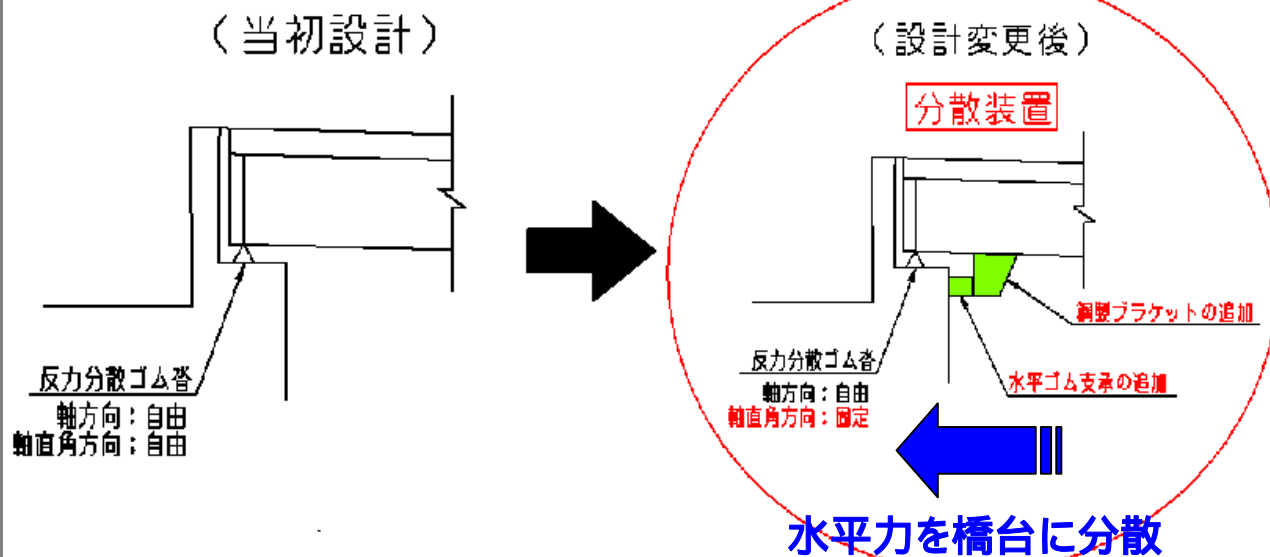 （当初設計）
反力分散ゴム沓
軸方向：自由
軸直角方向：自由
（設計変更後）
分散装置
鋼製ブラケットの追加
水平ゴム支承の追加
反力分散ゴム沓
軸方向：自由
軸直角方向：固定
水平力を橋台に分散